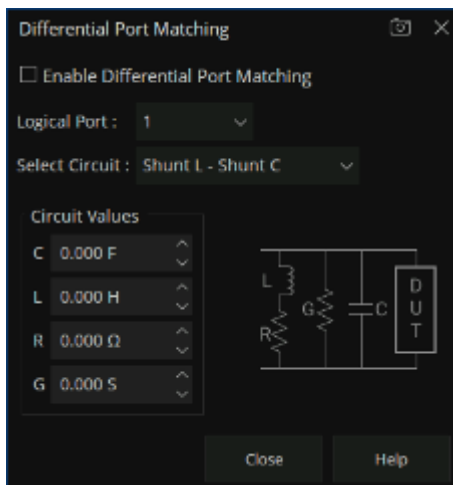 Differential Port Matching
Enable Differential Port Matching
Logical Port : 1
Select Circuit : Shunt L - Shunt C
Circuit Values
C 0.000 F
L 0.000 H
R 0.000 Ω
G 0.000 S
L
G
C
R
DUT
Close Help